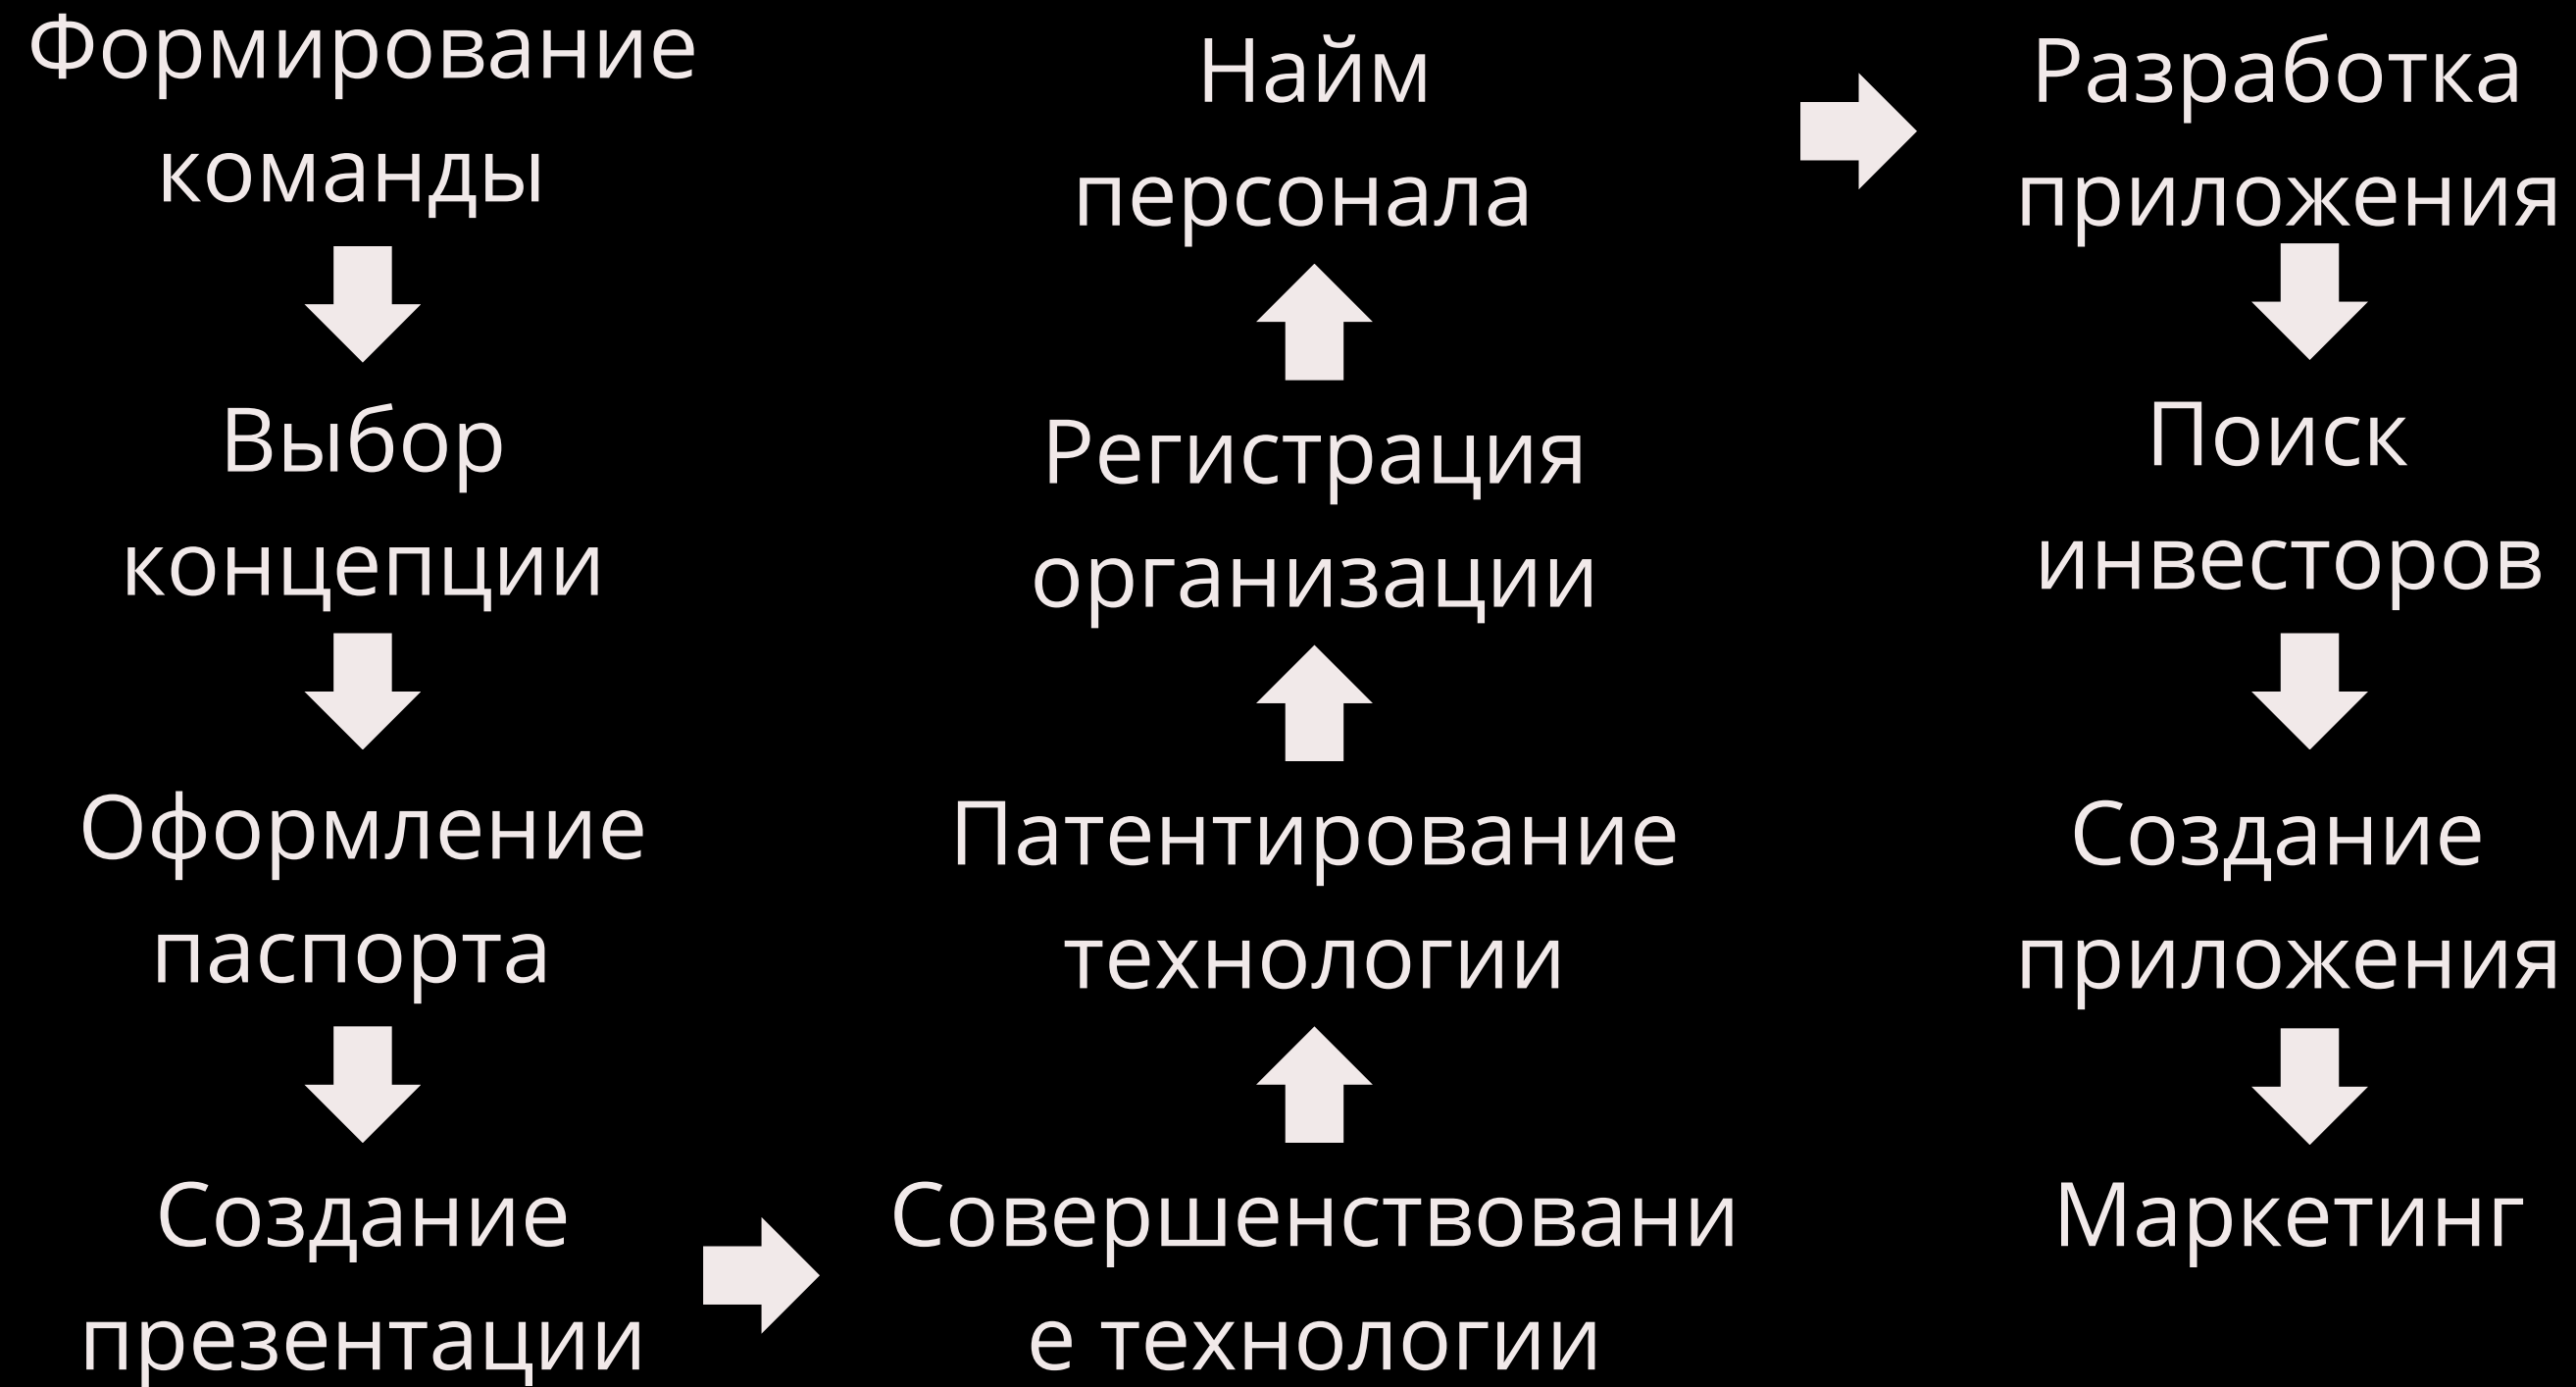 Формирование
команды
Выбор
концепции
Оформление
паспорта
Создание
презентации
Совершенствовани
е технологии
Патентирование
технологии
Регистрация
организации
Найм
персонала
Разработка
приложения
Поиск
инвесторов
Создание
приложения
Маркетинг